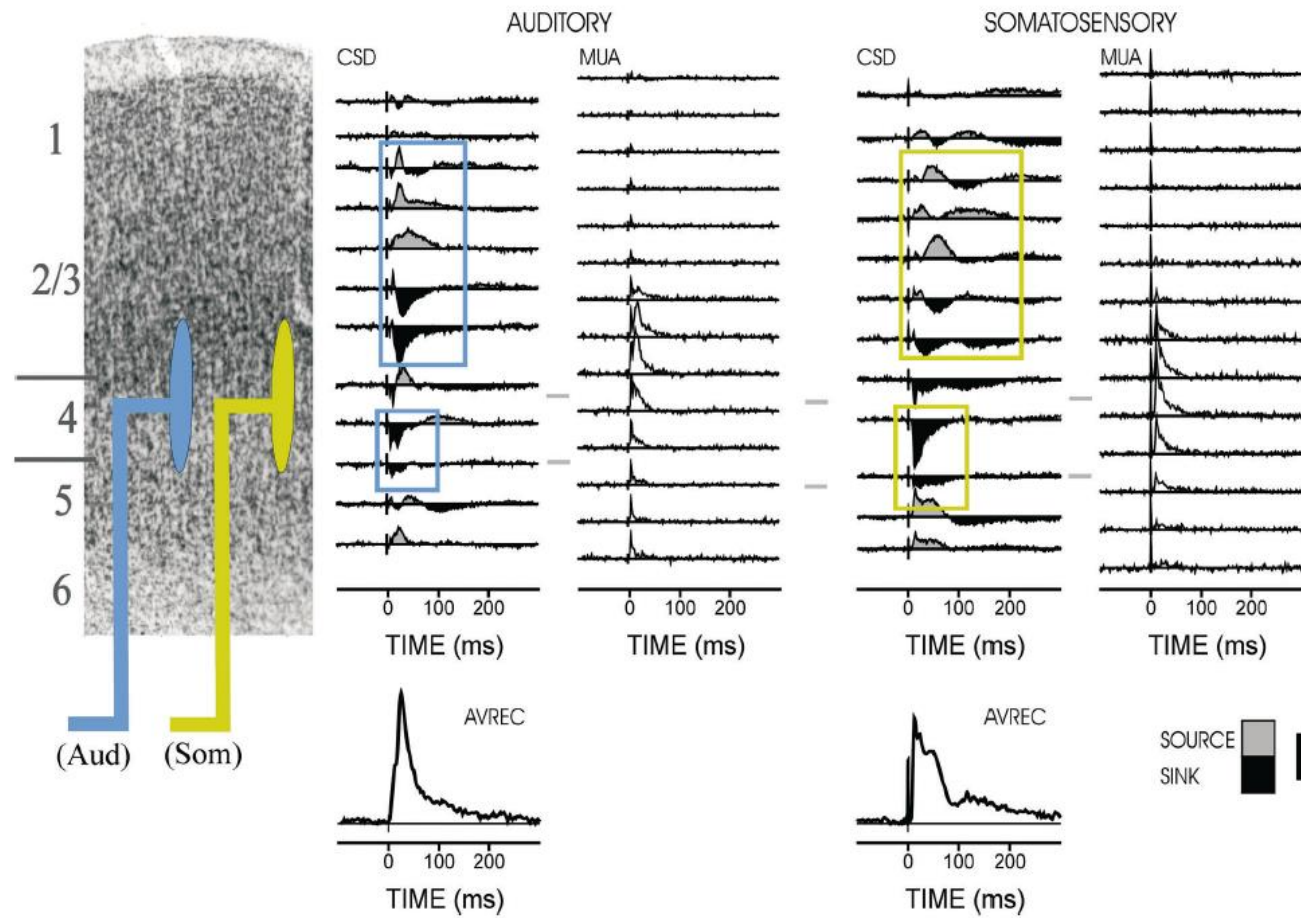 AUDITORY
SOMATOSENSORY
CSD
MUA
CSD
MUA
1
2/3
4
5
6
0 100 200
0 100 200
0 100 200
0 100 200
TIME (ms)
TIME (ms)
TIME (ms)
TIME (ms)
(Aud)
(Som)
AVREC
AVREC
SOURCE
SINK
0 100 200
0 100 200
TIME (ms)
TIME (ms)